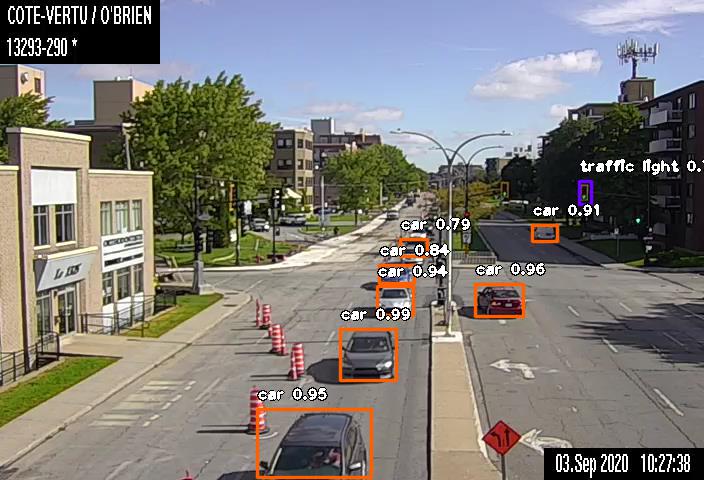 COTE-VERTU / O'BRIEN
13293-290 *
traffic light 0.
car 0.91
car 0.79
car 0.84
car 0.94
car 0.96
car 0.99
car 0.95
03.Sep 2020 10:27:38